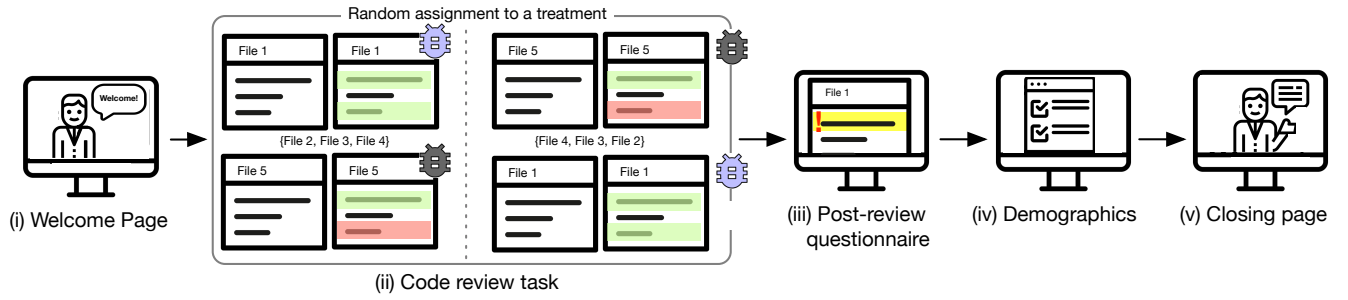 Random assignment to a treatment
Welcome!
(i) Welcome Page
File 1
File 1
{File 2, File 3, File 4}
File 5
File 5
File 5
File 5
{File 4, File 3, File 2}
File 1
File 1
(ii) Code review task
File 1
!
(iii) Post-review
questionnaire
(iv) Demographics
(v) Closing page